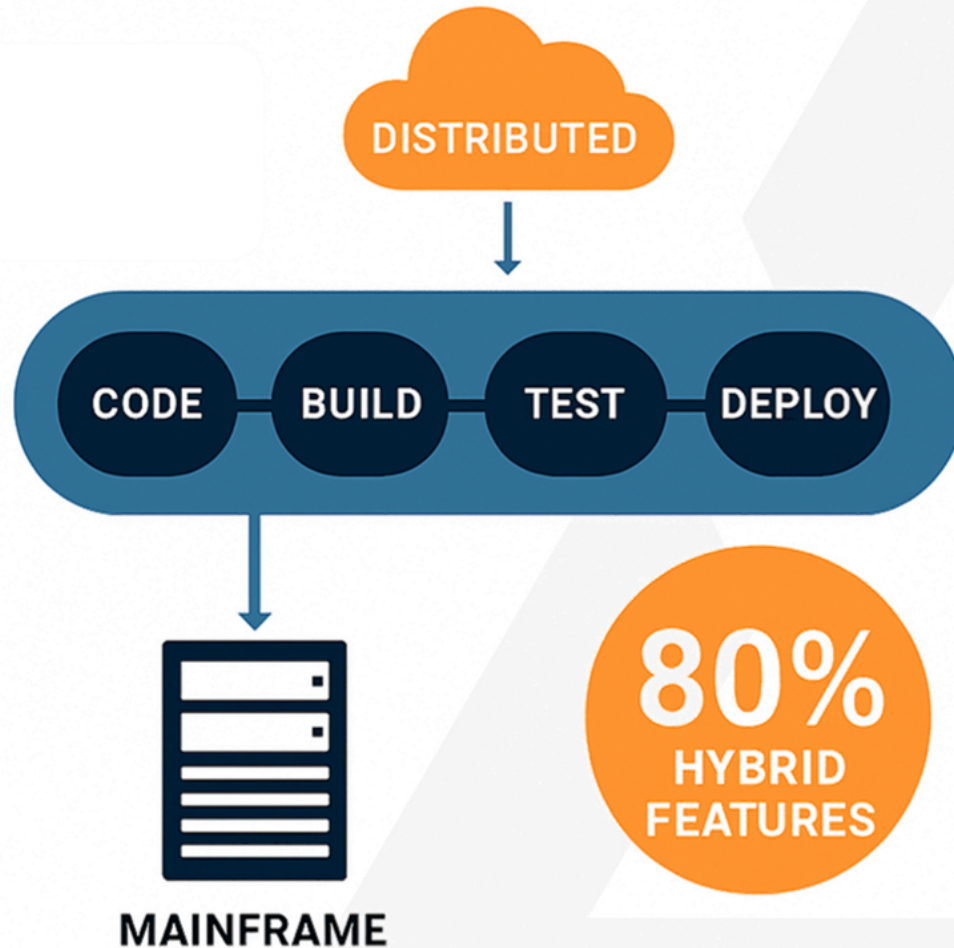 DISTRIBUTED
CODE BUILD TEST DEPLOY
80%
HYBRID
FEATURES
MAINFRAME